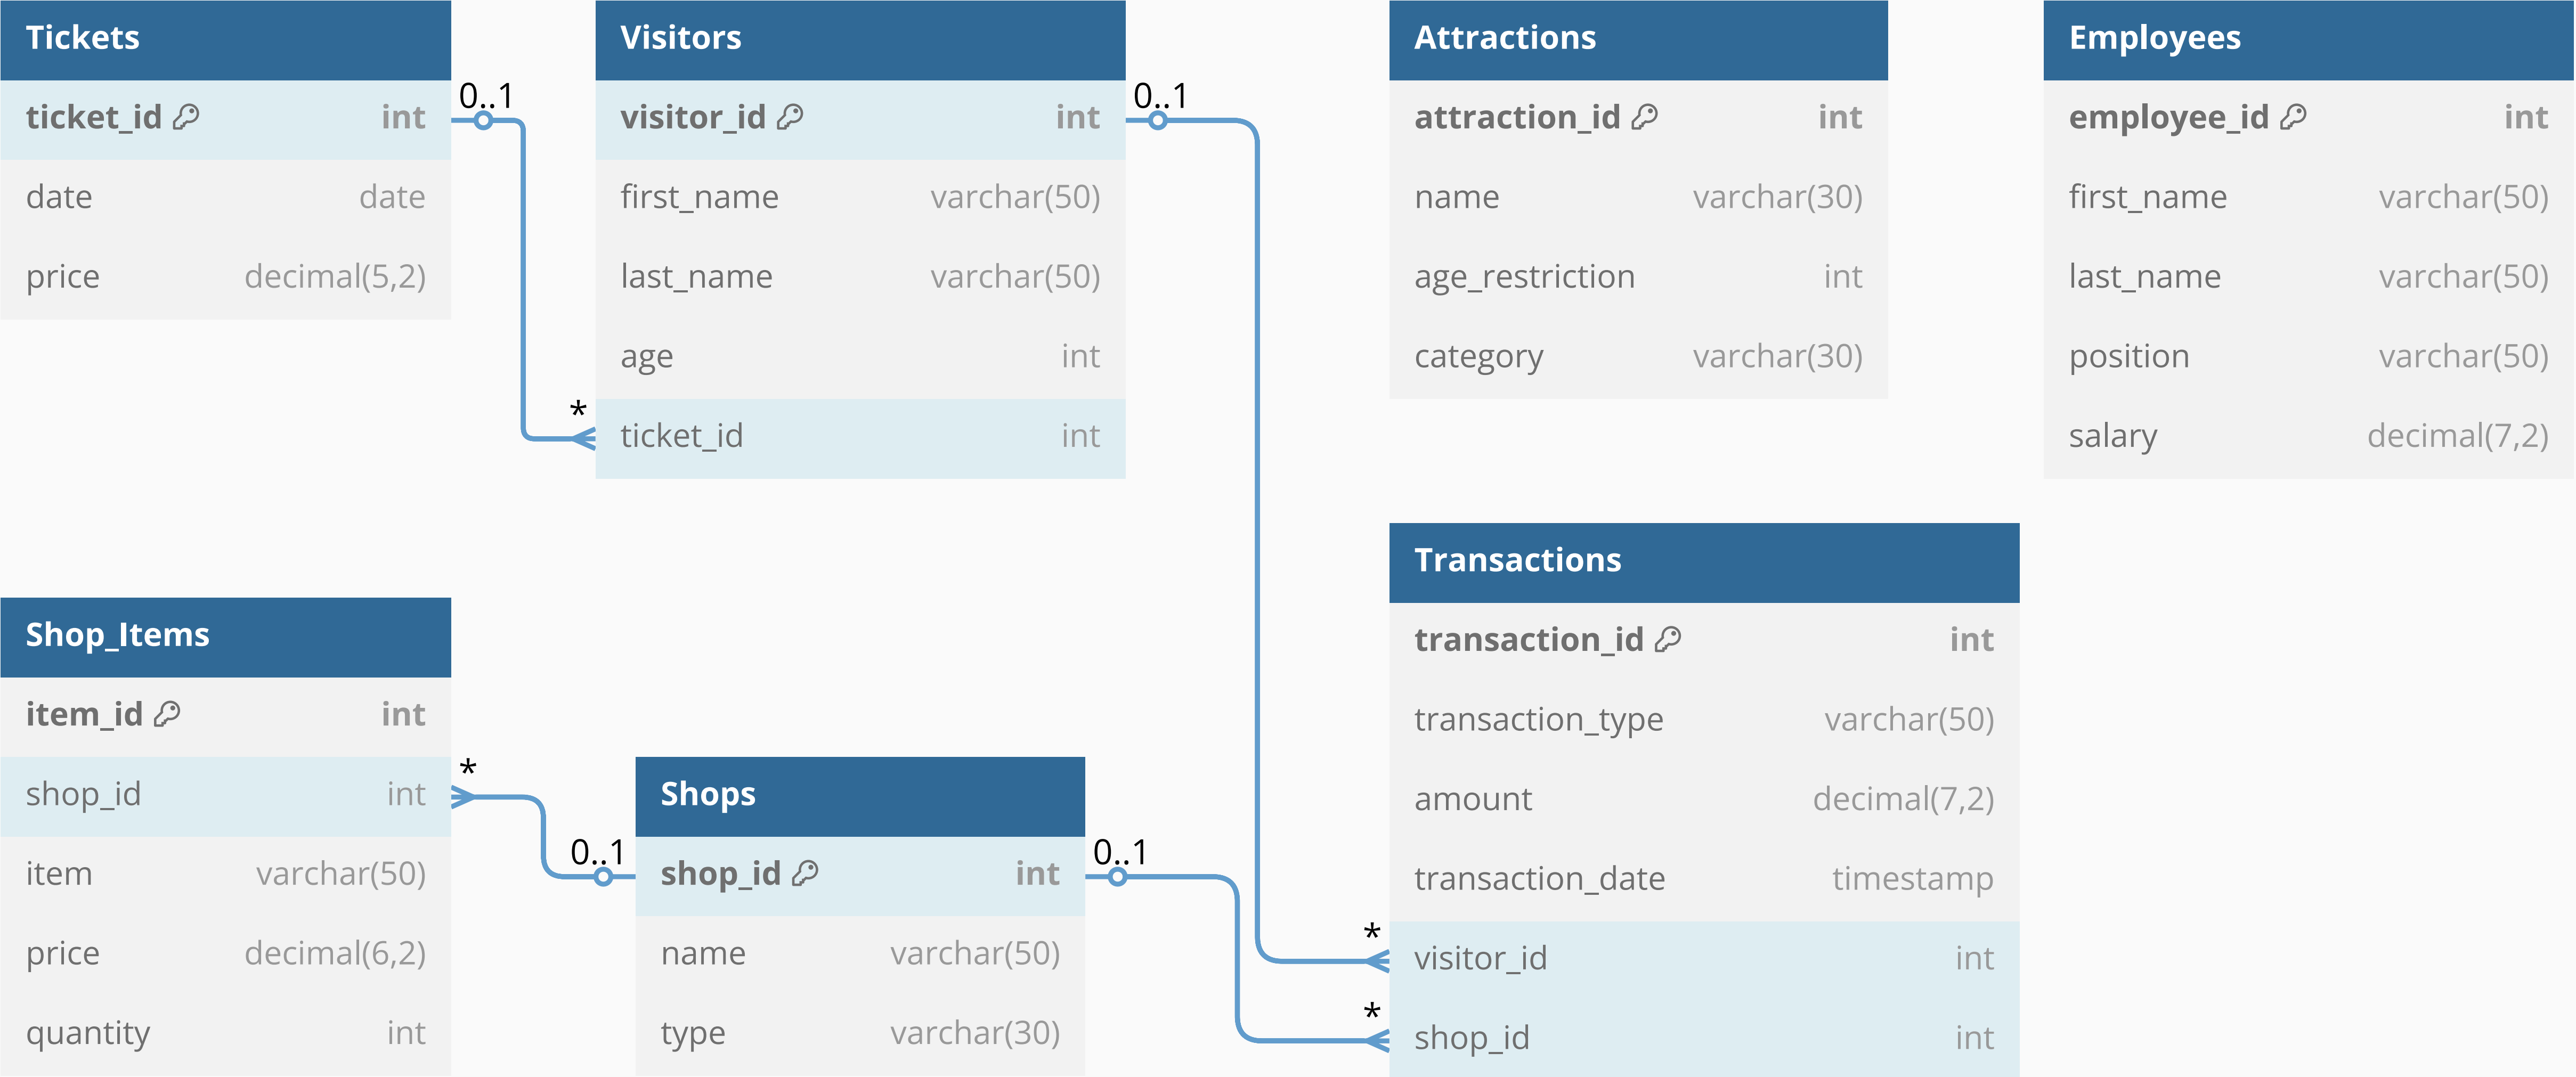 Tickets
ticket_id int
date date
price decimal(5,2)
0..1
*
Visitors
visitor_id int
first_name varchar(50)
last_name varchar(50)
age int
ticket_id int
0..1
*
Attractions
attraction_id int
name varchar(30)
age_restriction int
category varchar(30)
Employees
employee_id int
first_name varchar(50)
last_name varchar(50)
position varchar(50)
salary decimal(7,2)
Shop_Items
item_id int
shop_id int
item varchar(50)
price decimal(6,2)
quantity int
*
0..1
Shops
shop_id int
name varchar(50)
type varchar(30)
0..1
*
Transactions
transaction_id int
transaction_type varchar(50)
amount decimal(7,2)
transaction_date timestamp
visitor_id int
shop_id int